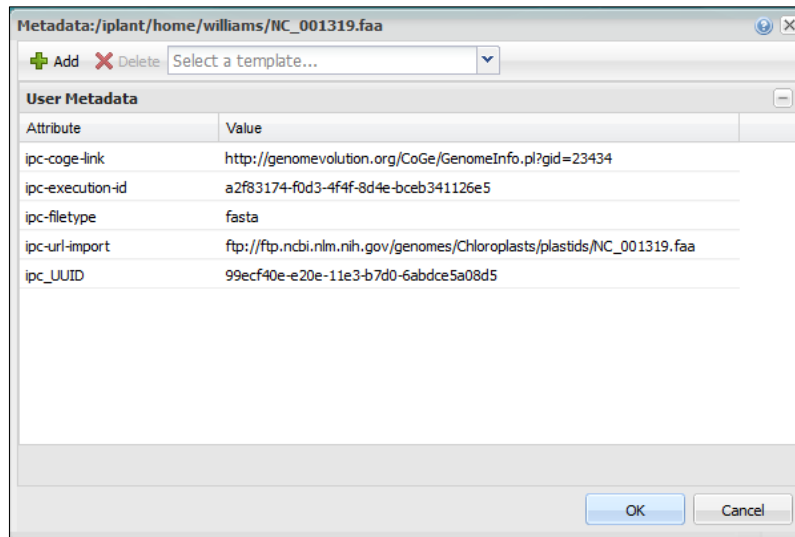 Metadata:/iplant/home/williams/NC_001319.faa
Add Delete Select a template...
User Metadata
Attribute Value
ipc-coge-link http://genomevolution.org/CoGe/GenomeInfo.pl?gid=23434
ipc-execution-id a2f83174-f0d3-4f4f-8d4e-bceb341126e5
ipc-filetype fasta
ipc-url-import ftp://ftp.ncbi.nlm.nih.gov/genomes/Chloroplasts/plastids/NC_001319.faa
ipc_UUID 99ecf40e-e20e-11e3-b7d0-6abdce5a08d5
OK Cancel